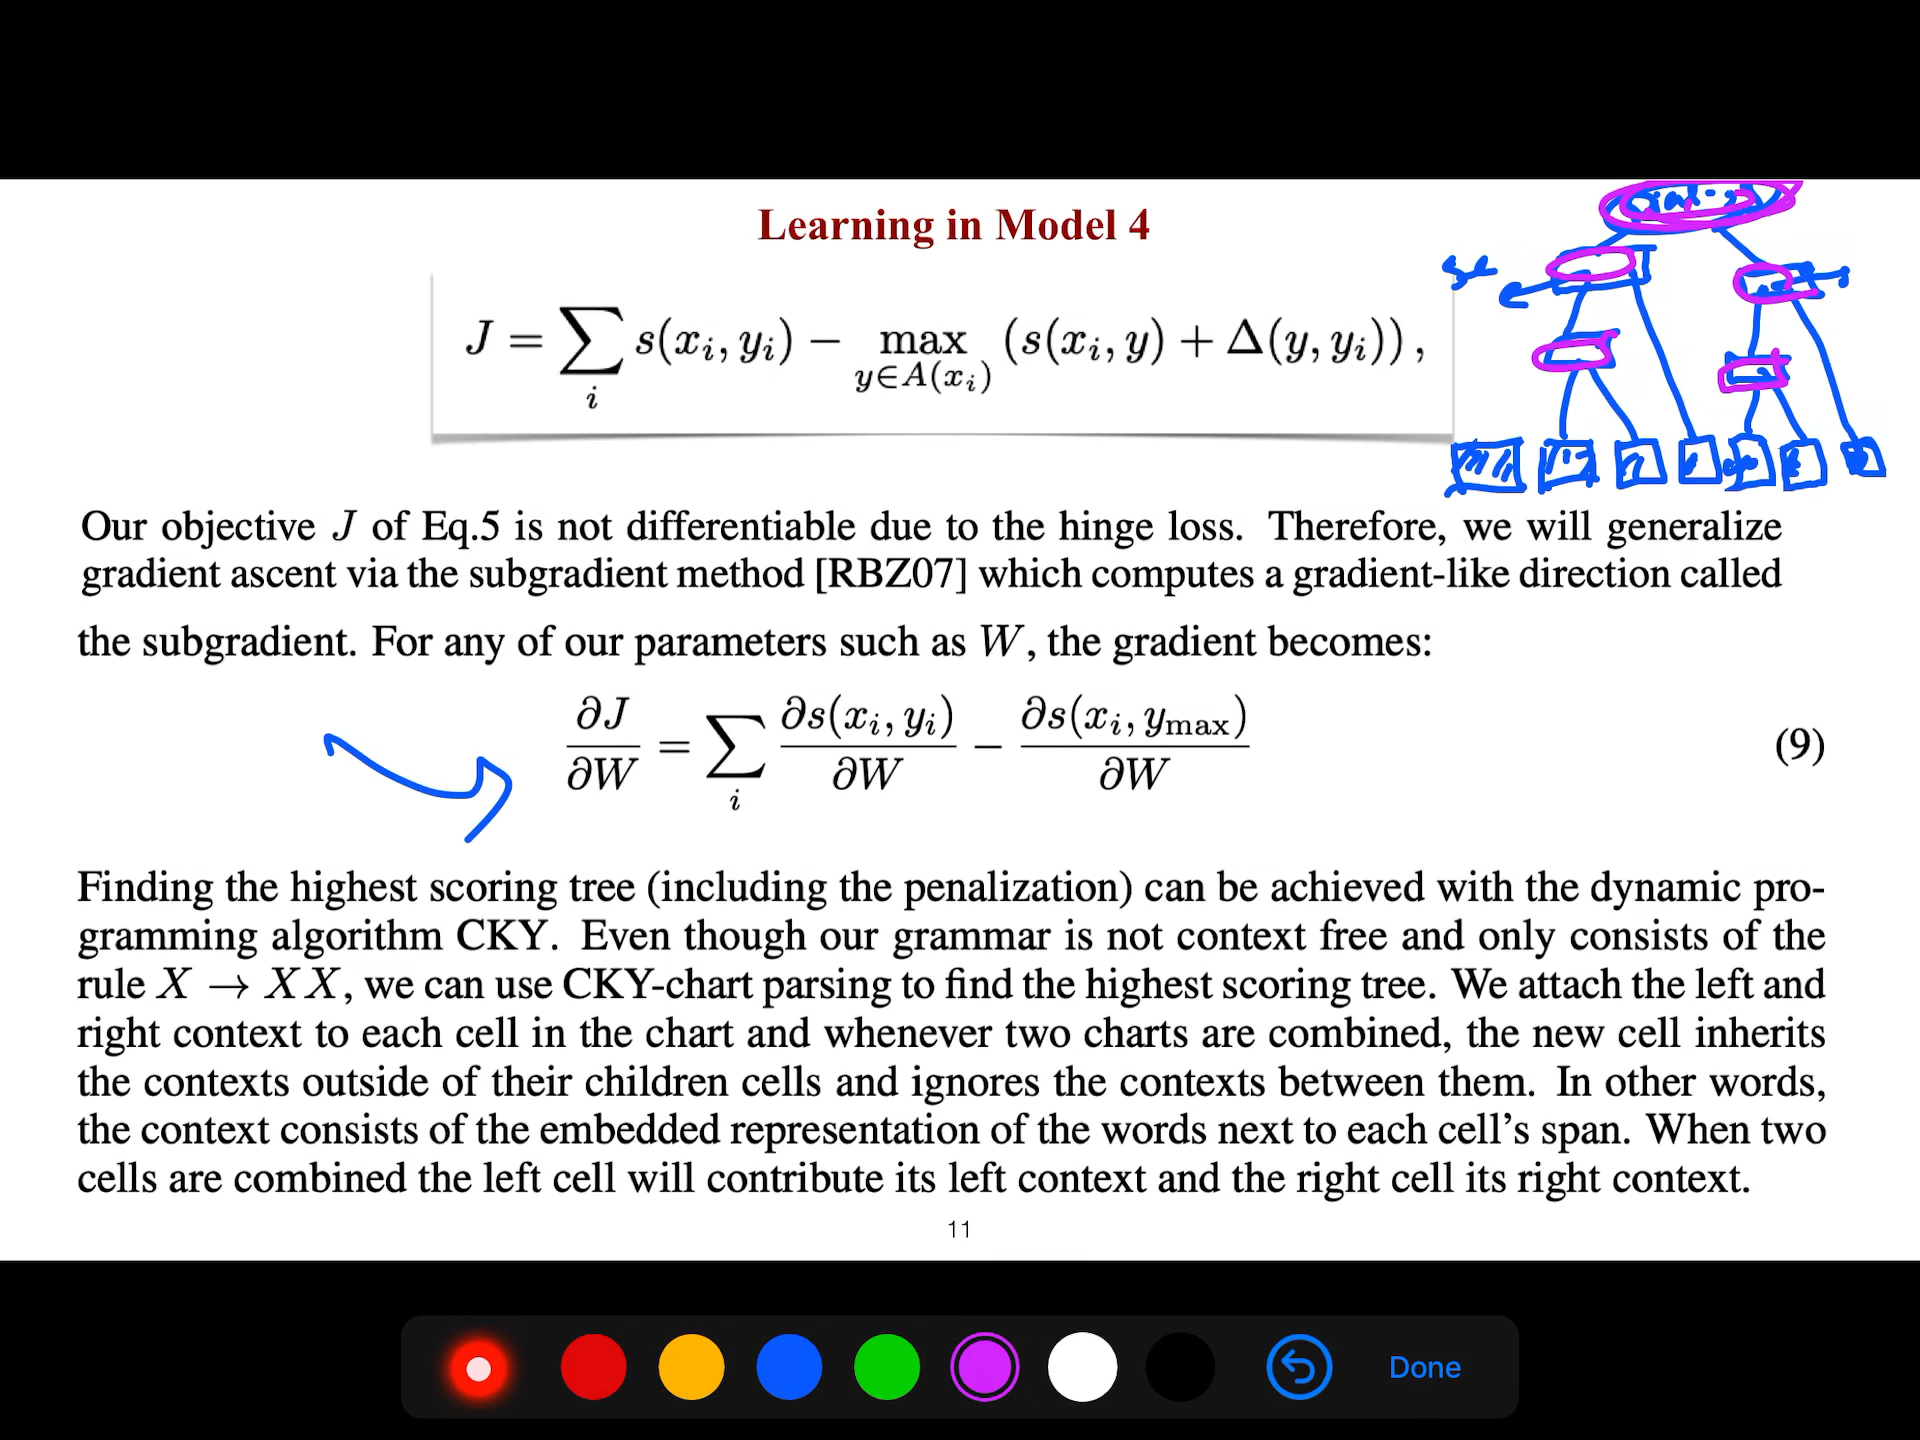 Learning in Model 4
J = ∑_i s(x_i, y_i) − max_{y∈A(x_i)} (s(x_i, y) + Δ(y, y_i)) ,
Our objective J of Eq.5 is not differentiable due to the hinge loss. Therefore, we will generalize
gradient ascent via the subgradient method [RBZ07] which computes a gradient-like direction called
the subgradient. For any of our parameters such as W, the gradient becomes:
∂J/∂W = ∑_i ∂s(x_i, y_i)/∂W − ∂s(x_i, y_max)/∂W (9)
Finding the highest scoring tree (including the penalization) can be achieved with the dynamic pro-
gramming algorithm CKY. Even though our grammar is not context free and only consists of the
rule X → XX, we can use CKY-chart parsing to find the highest scoring tree. We attach the left and
right context to each cell in the chart and whenever two charts are combined, the new cell inherits
the contexts outside of their children cells and ignores the contexts between them. In other words,
the context consists of the embedded representation of the words next to each cell's span. When two
cells are combined the left cell will contribute its left context and the right cell its right context.
11
Done